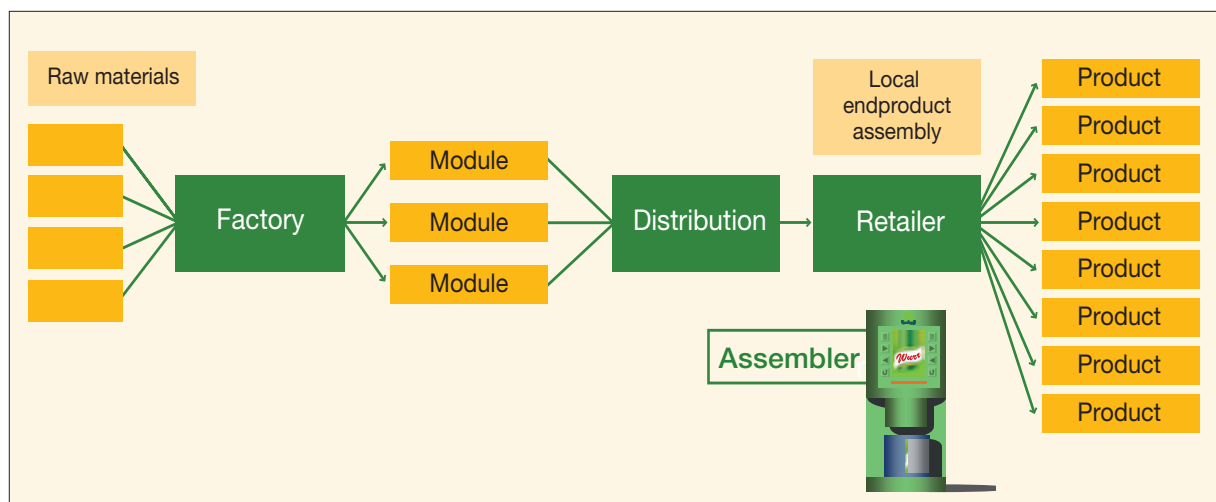 Raw materials
Factory
Module
Module
Module
Distribution
Local
endproduct
assembly
Retailer
Assembler
Wurx
Product
Product
Product
Product
Product
Product
Product
Product